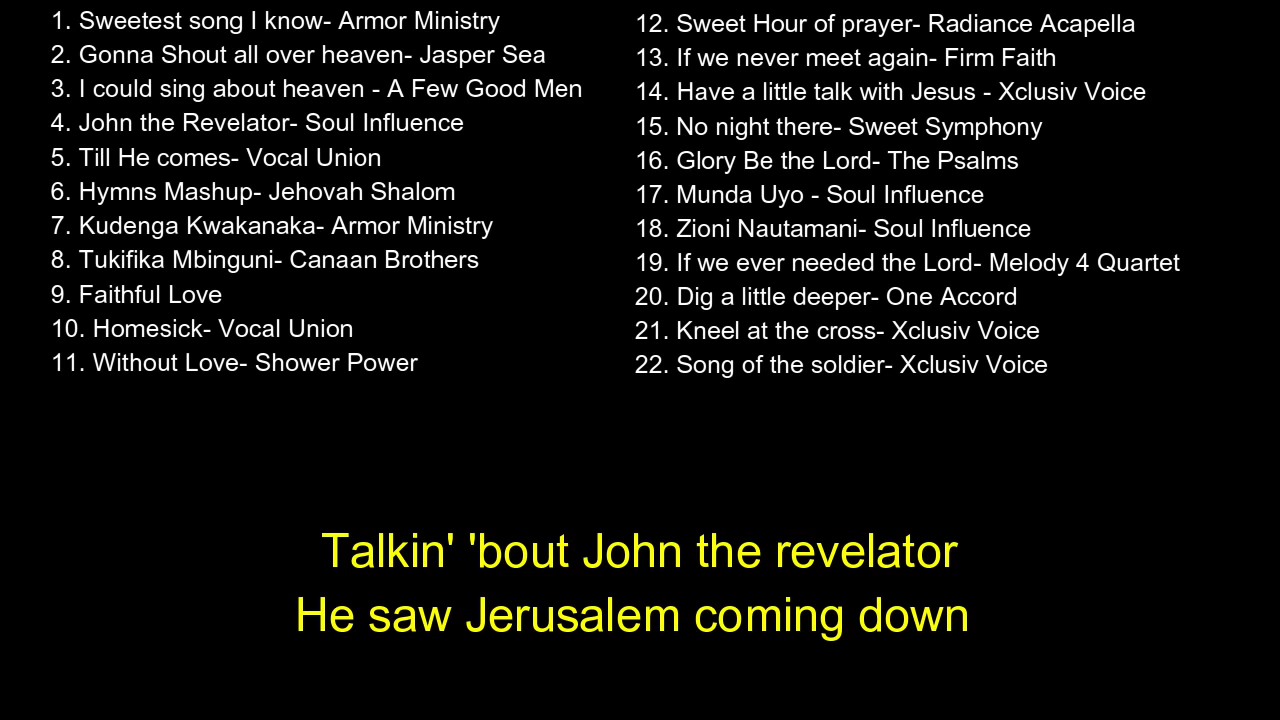 1. Sweetest song I know- Armor Ministry
2. Gonna Shout all over heaven- Jasper Sea
3. I could sing about heaven - A Few Good Men
4. John the Revelator- Soul Influence
5. Till He comes- Vocal Union
6. Hymns Mashup- Jehovah Shalom
7. Kudenga Kwakanaka- Armor Ministry
8. Tukifika Mbinguni- Canaan Brothers
9. Faithful Love
10. Homesick- Vocal Union
11. Without Love- Shower Power
12. Sweet Hour of prayer- Radiance Acapella
13. If we never meet again- Firm Faith
14. Have a little talk with Jesus - Xclusiv Voice
15. No night there- Sweet Symphony
16. Glory Be the Lord- The Psalms
17. Munda Uyo - Soul Influence
18. Zioni Nautamani- Soul Influence
19. If we ever needed the Lord- Melody 4 Quartet
20. Dig a little deeper- One Accord
21. Kneel at the cross- Xclusiv Voice
22. Song of the soldier- Xclusiv Voice
Talkin' 'bout John the revelator
He saw Jerusalem coming down